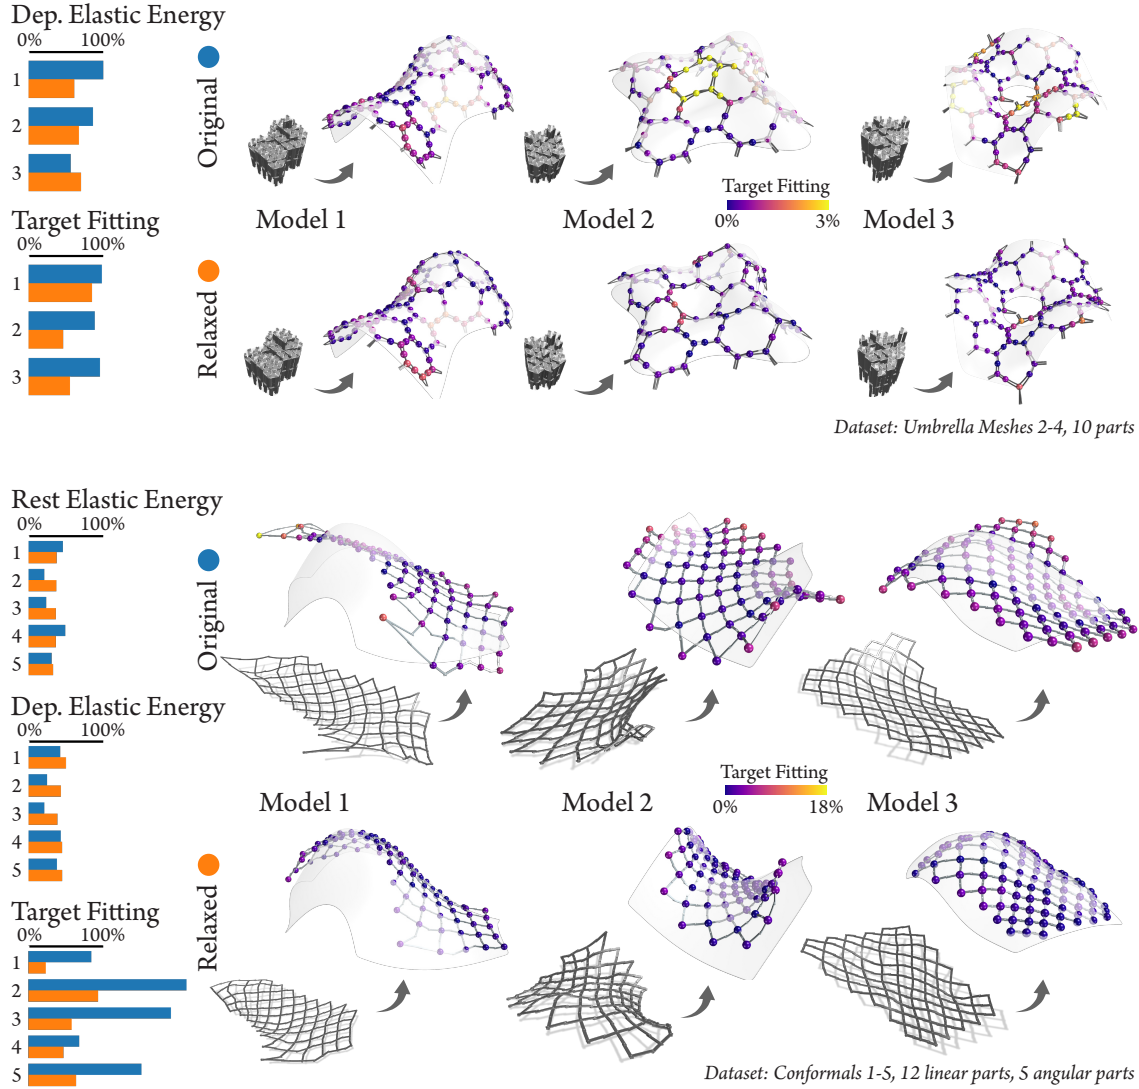 Dep. Elastic Energy
0% 100%
1
2
3
Original
Target Fitting
0% 3%
Model 1
Model 2
Model 3
Target Fitting
0% 100%
1
2
3
Relaxed
Dataset: Umbrella Meshes 2-4, 10 parts
Rest Elastic Energy
0% 100%
1
2
3
4
5
Original
Dep. Elastic Energy
0% 100%
1
2
3
4
5
Target Fitting
0% 18%
Model 1
Model 2
Model 3
Relaxed
Target Fitting
0% 100%
1
2
3
4
5
Dataset: Conformals 1-5, 12 linear parts, 5 angular parts